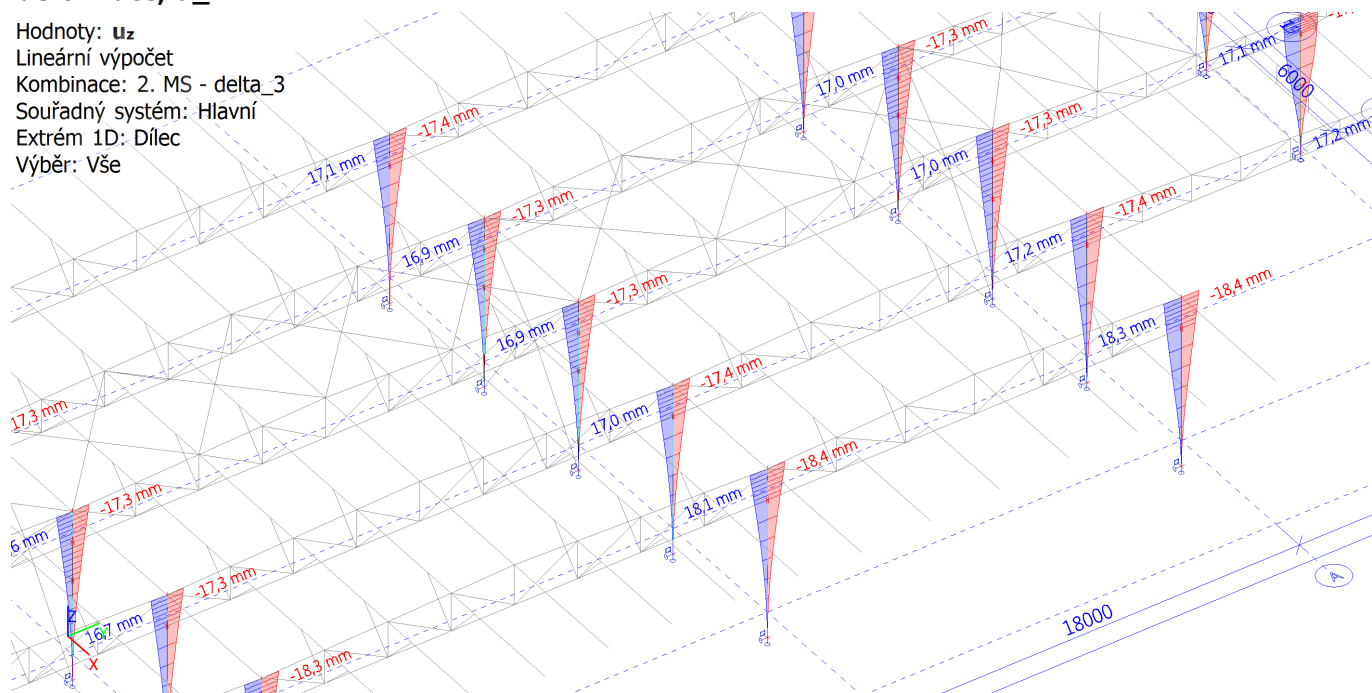 Hodnoty: uz
Lineární výpočet
Kombinace: 2. MS - delta_3
Souřadný systém: Hlavní
Extrém 1D: Dílec
Výběr: Vše
-17,3 mm
17,1 mm
6000
17,0 mm
-17,4 mm
17,1 mm
-17,3 mm
17,2 mm
17,0 mm
-17,3 mm
16,9 mm
-17,4 mm
17,2 mm
-17,3 mm
16,9 mm
-18,4 mm
18,3 mm
-17,4 mm
17,0 mm
17,3 mm
-18,4 mm
18,1 mm
-17,3 mm
6 mm
-17,3 mm
16,7 mm
-18,3 mm
Z
Y
X
18000
A